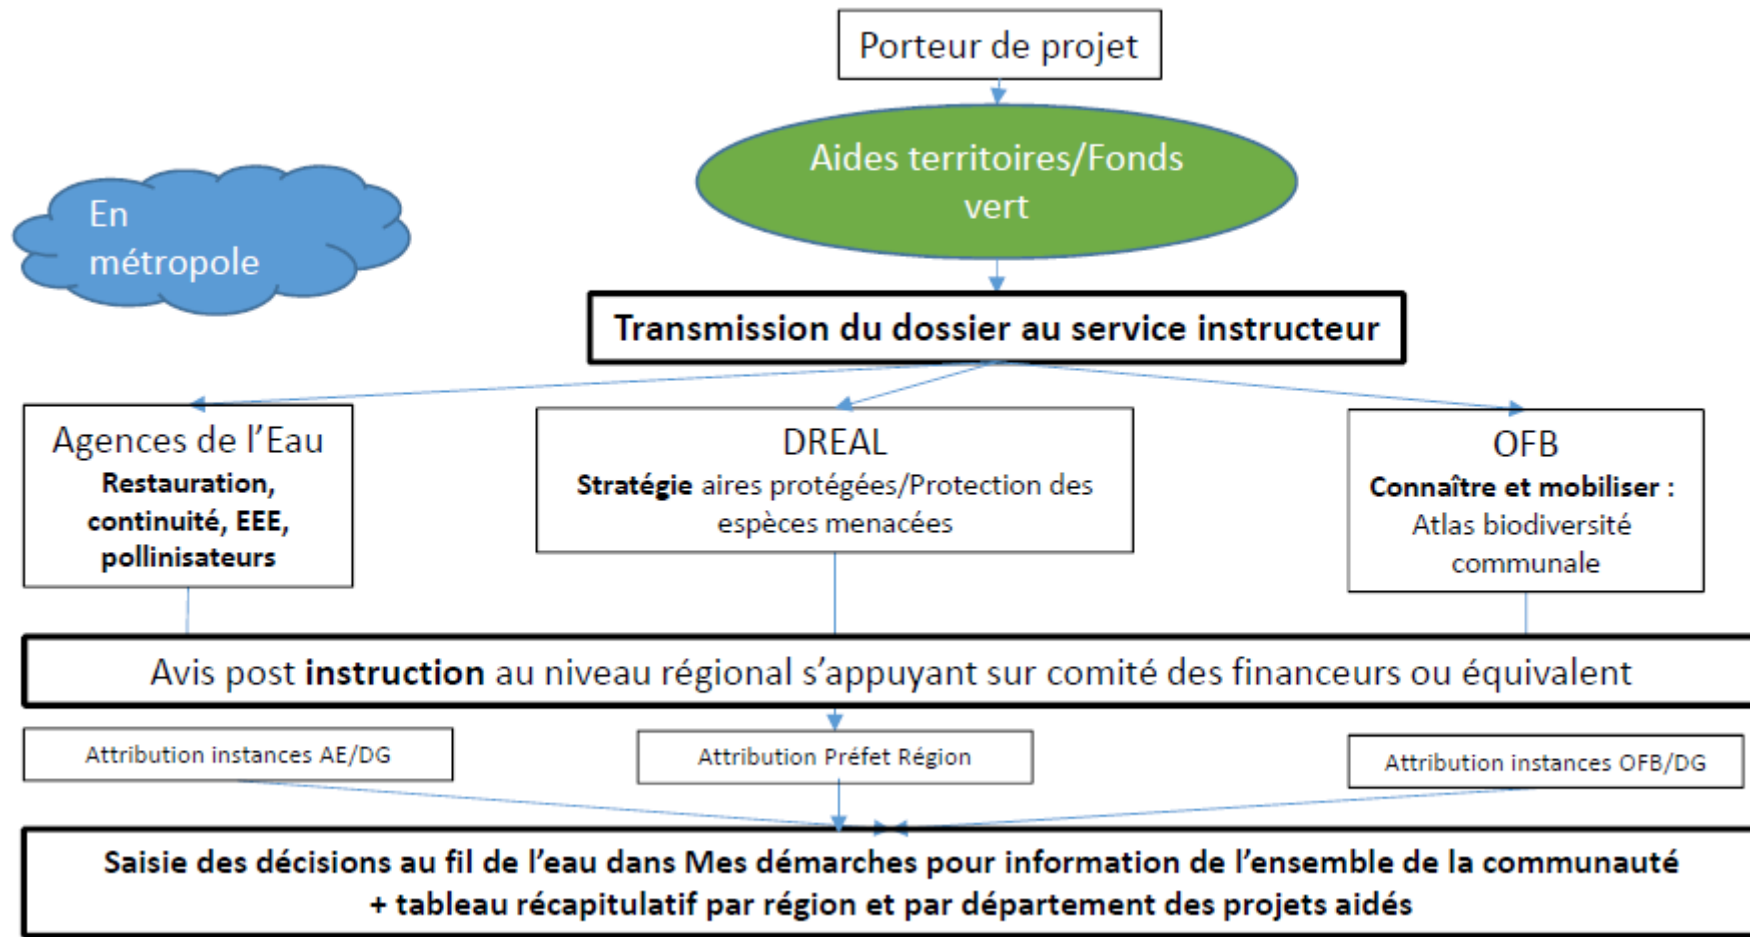 Porteur de projet
Aides territoires/Fonds
vert
En
métropole
Transmission du dossier au service instructeur
Agences de l'Eau
Restauration,
continuité, EEE,
pollinisateurs
DREAL
Stratégie aires protégées/Protection des
espèces menacées
OFB
Connaître et mobiliser :
Atlas biodiversité
communale
Avis post instruction au niveau régional s'appuyant sur comité des financeurs ou équivalent
Attribution instances AE/DG
Attribution Préfet Région
Attribution instances OFB/DG
Saisie des décisions au fil de l'eau dans Mes démarches pour information de l'ensemble de la communauté
+ tableau récapitulatif par région et par département des projets aidés